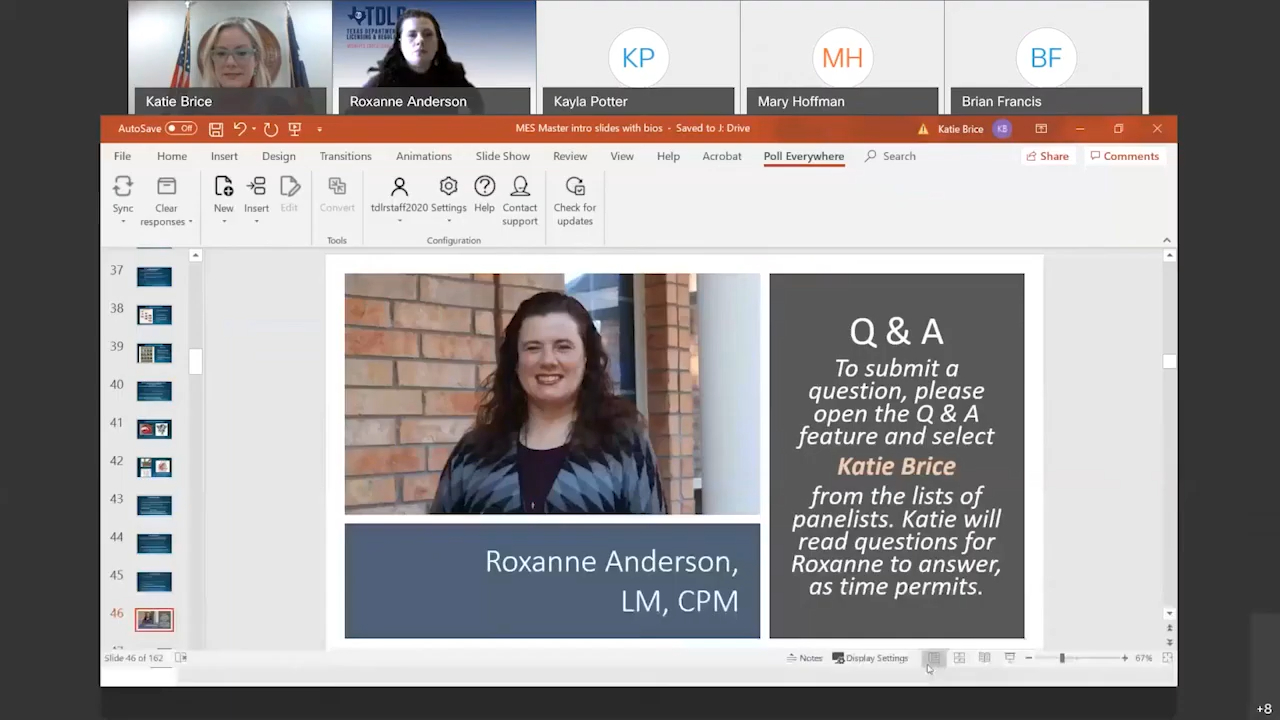 TDLR
TEXAS DEPARTMENT
KP
MH
BF
Katie Brice
Roxanne Anderson
Kayla Potter
Mary Hoffman
Brian Francis
AutoSave Off
MES Master intro slides with bios - Saved to J: Drive
Katie Brice KB
File Home Insert Design Transitions Animations Slide Show Review View Help Acrobat Poll Everywhere Search Share Comments
Sync
Clear
responses
New
Insert
Edit
Convert
tdlrstaff2020
Settings
Help
Contact
support
Check for
updates
Tools
Configuration
37
38
39
40
41
42
43
44
45
46
Roxanne Anderson,
LM, CPM
Q & A
To submit a
question, please
open the Q & A
feature and select
Katie Brice
from the lists of
panelists. Katie will
read questions for
Roxanne to answer,
as time permits.
Slide 46 of 162
Notes
Display Settings
67%
+8